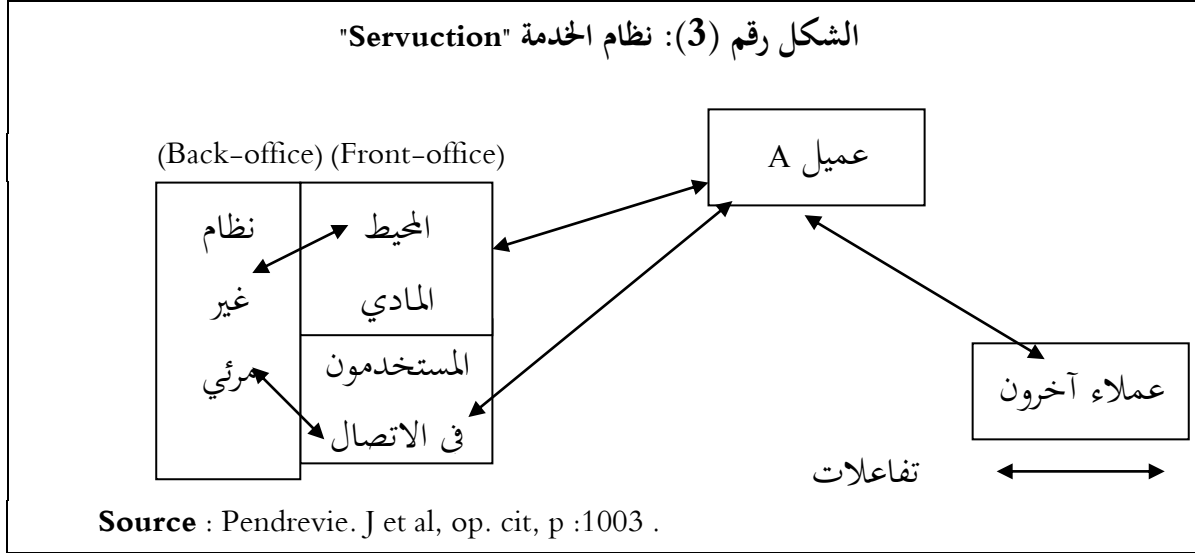 الشكل رقم (3): نظام الخدمة "Servuction"
(Back-office) (Front-office)
عميل A
نظام
غير
مرئي
المحيط
المادي
المستخدمون
في الاتصال
عملاء آخرون
تفاعلات
Source : Pendrevie. J et al, op. cit, p :1003 .